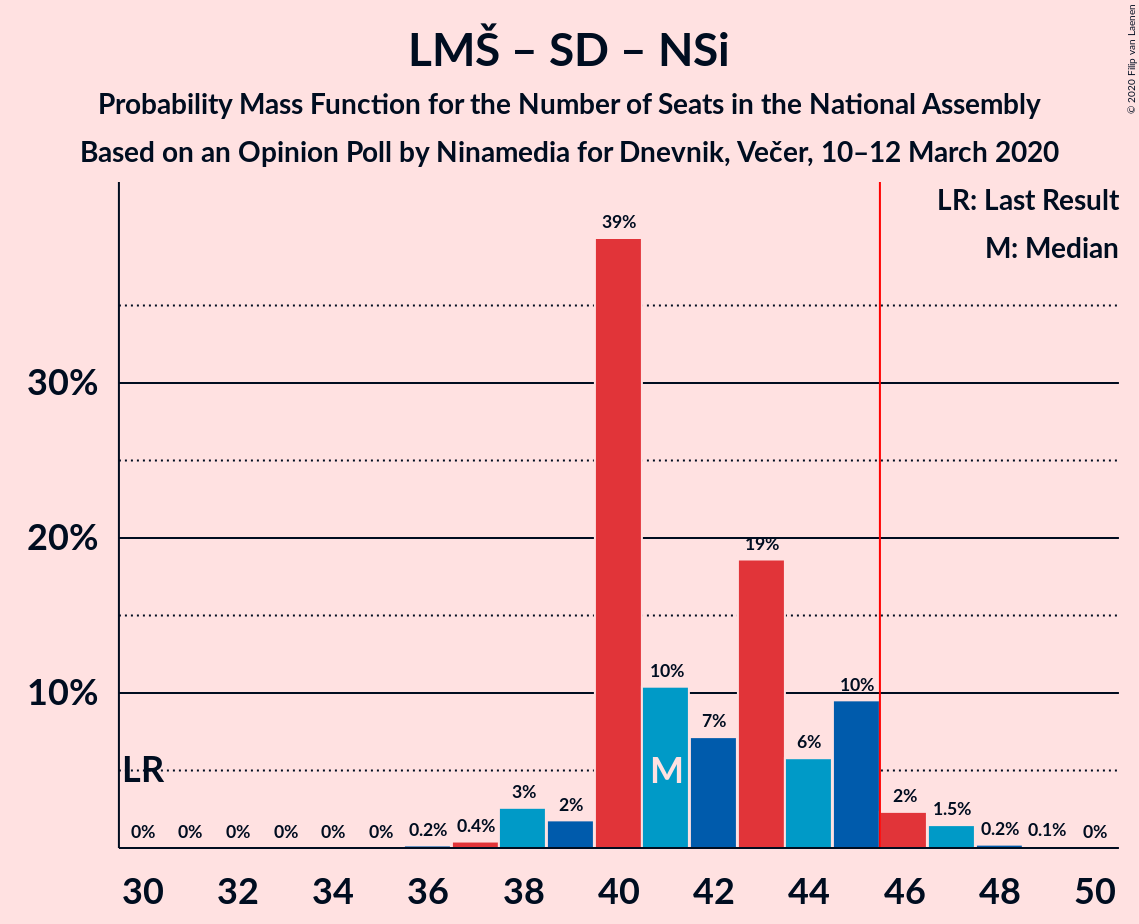 LMŠ – SD – NSi
Probability Mass Function for the Number of Seats in the National Assembly
Based on an Opinion Poll by Ninamedia for Dnevnik, Večer, 10–12 March 2020
© 2020 Filip van Laenen
LR: Last Result
M: Median
39%
30%
20%
19%
10%
10%
10%
7%
6%
LR
M
3%
2%
2%
1.5%
0% 0% 0% 0% 0% 0% 0.2% 0.4% 0.2% 0.1% 0%
30 32 34 36 38 40 42 44 46 48 50